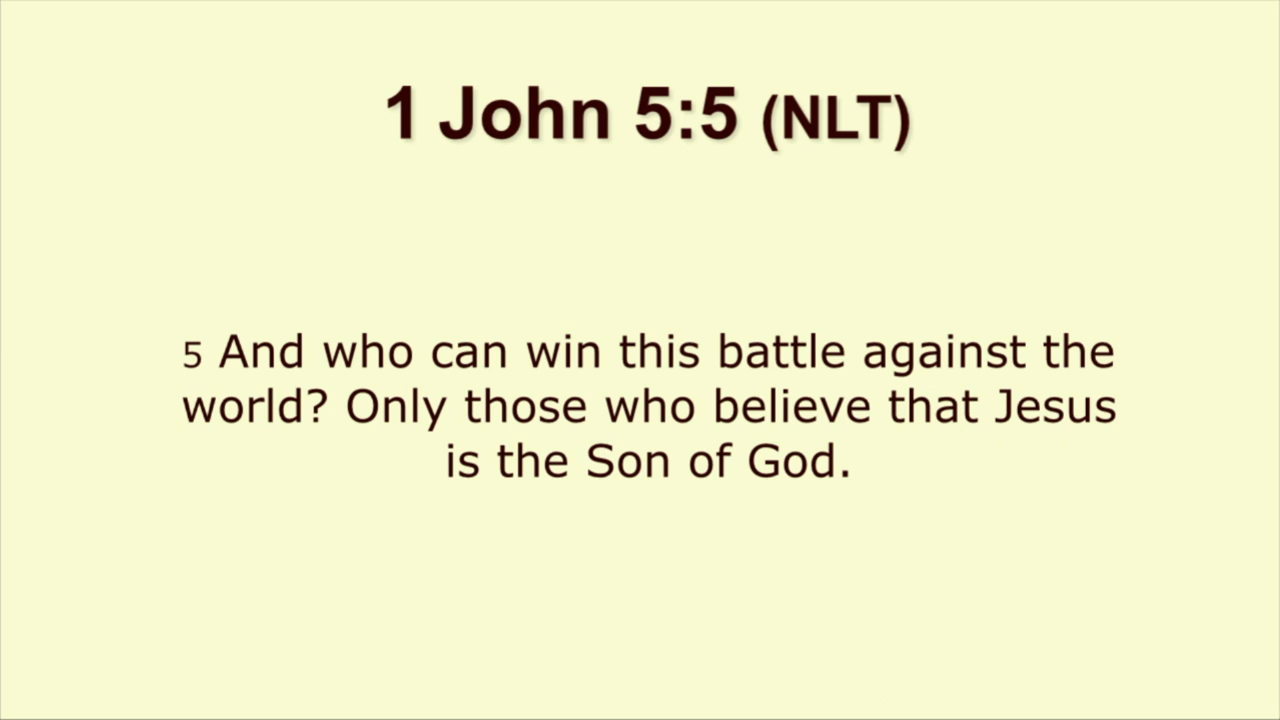 1 John 5:5 (NLT)
5 And who can win this battle against the
world? Only those who believe that Jesus
is the Son of God.